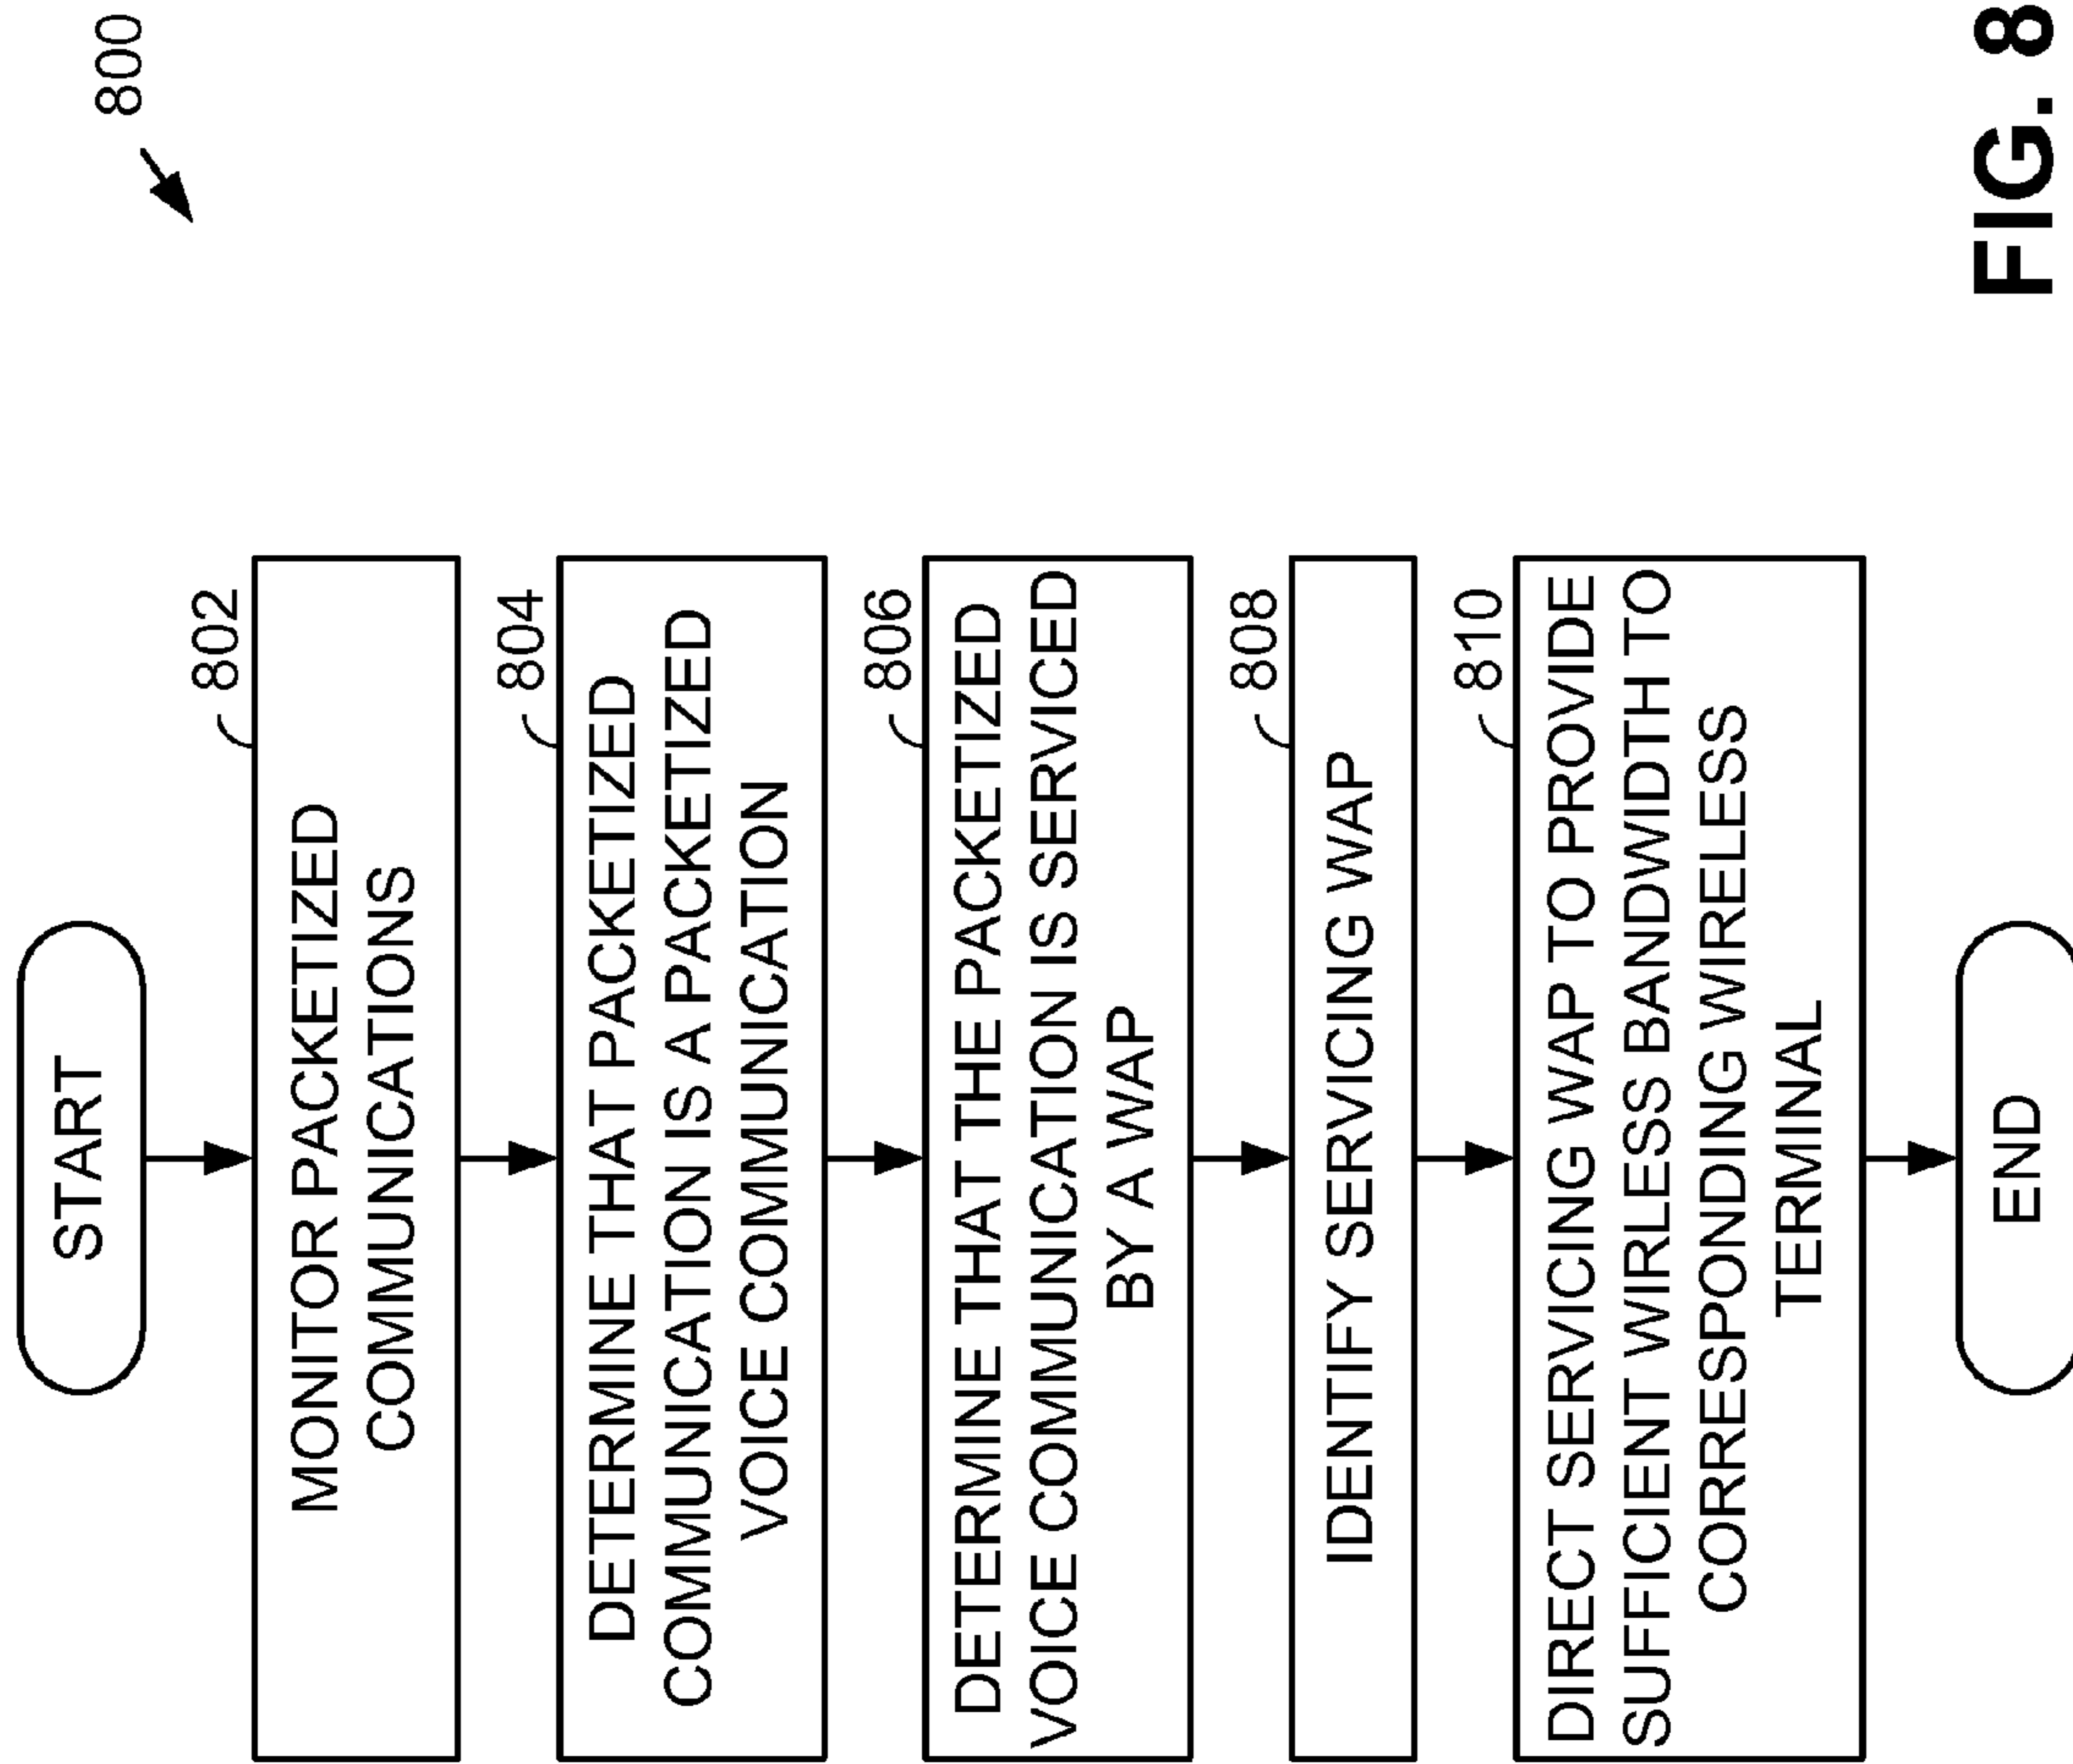 800
START
802
MONITOR PACKETIZED
COMMUNICATIONS
804
DETERMINE THAT PACKETIZED
COMMUNICATION IS A PACKETIZED
VOICE COMMUNICATION
806
DETERMINE THAT THE PACKETIZED
VOICE COMMUNICATION IS SERVICED
BY A WAP
808
IDENTIFY SERVICING WAP
810
DIRECT SERVICING WAP TO PROVIDE
SUFFICIENT WIRLESS BANDWIDTH TO
CORRESPONDING WIRELESS
TERMINAL
END
FIG. 8